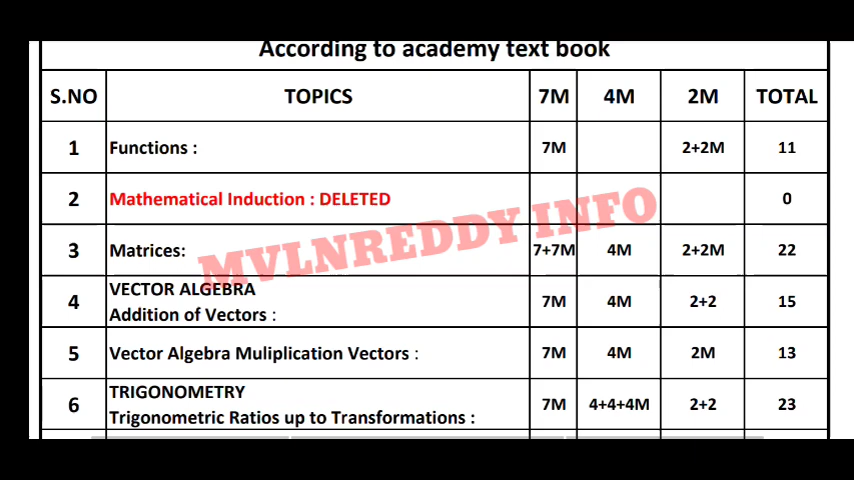 According to academy text book
S.NO TOPICS 7M 4M 2M TOTAL
1 Functions : 7M 2+2M 11
2 Mathematical Induction : DELETED 0
MVLNREDDY INFO
3 Matrices: 7+7M 4M 2+2M 22
4 VECTOR ALGEBRA
Addition of Vectors : 7M 4M 2+2 15
5 Vector Algebra Muliplication Vectors : 7M 4M 2M 13
6 TRIGONOMETRY
Trigonometric Ratios up to Transformations : 7M 4+4+4M 2+2 23